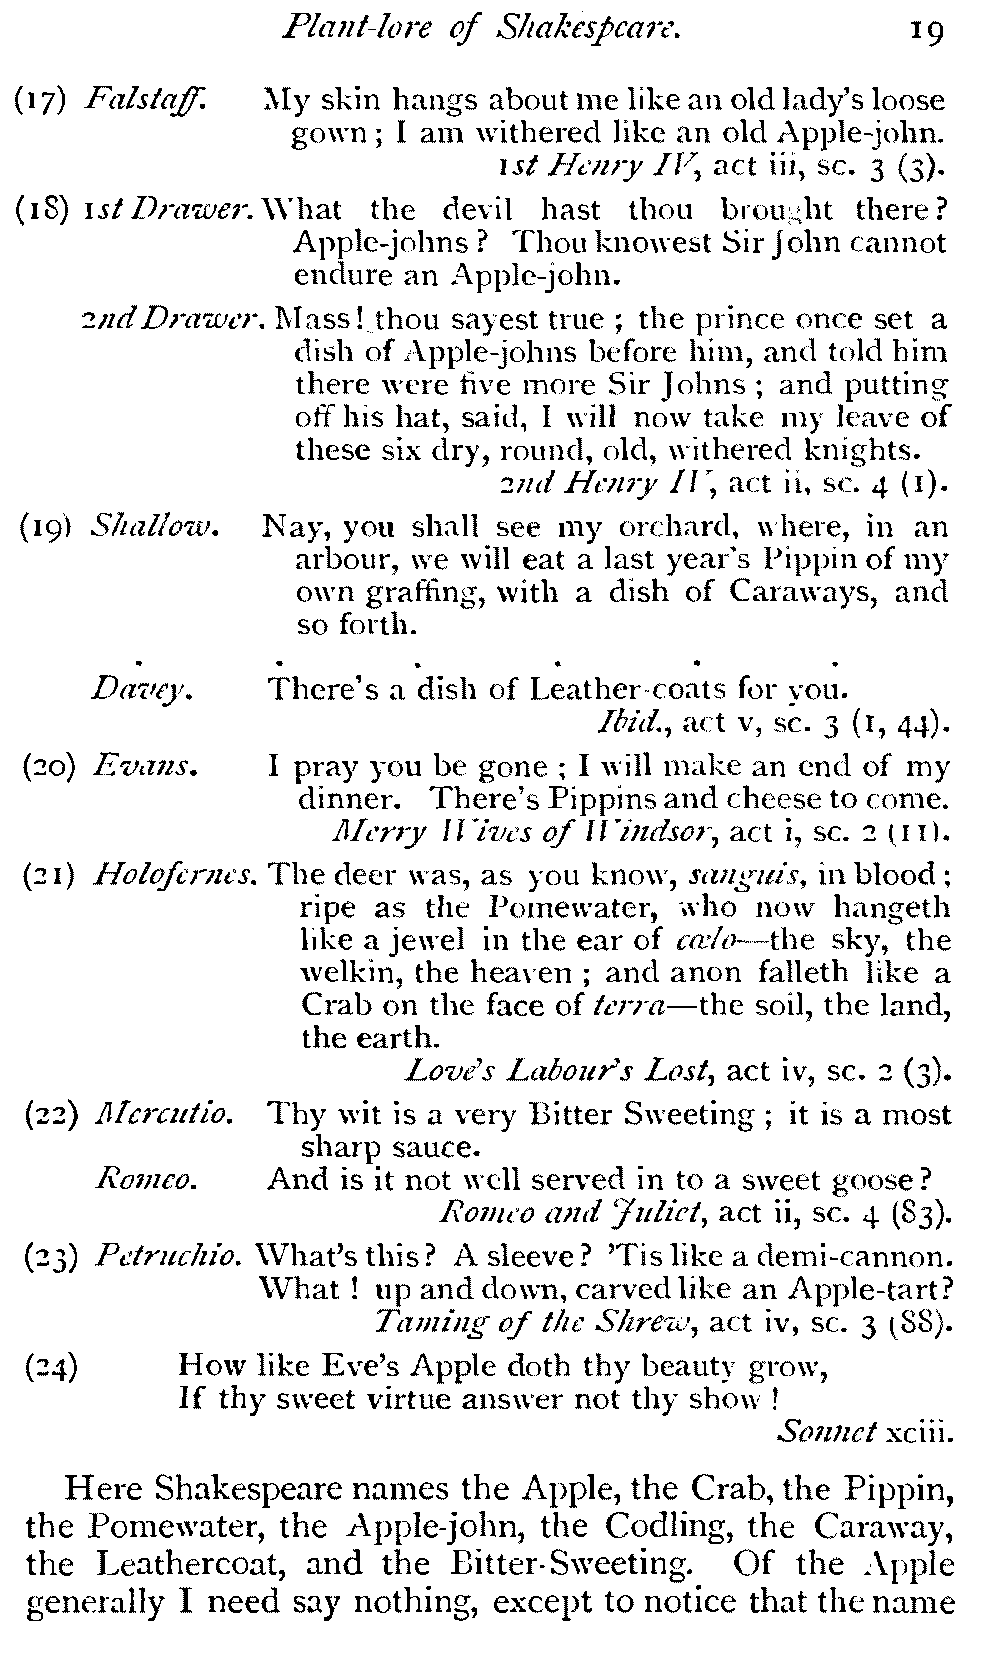 Plant-lore of Shakespeare. 19
(17) Falstaff. My skin hangs about me like an old lady's loose
gown; I am withered like an old Apple-john.
1st Henry IV, act iii, sc. 3 (3).
(18) 1st Drawer. What the devil hast thou brought there?
Apple-johns? Thou knowest Sir John cannot
endure an Apple-john.
2nd Drawer. Mass! thou sayest true; the prince once set a
dish of Apple-johns before him, and told him
there were five more Sir Johns; and putting
off his hat, said, I will now take my leave of
these six dry, round, old, withered knights.
2nd Henry IV, act ii, sc. 4 (1).
(19) Shallow. Nay, you shall see my orchard, where, in an
arbour, we will eat a last year's Pippin of my
own graffing, with a dish of Caraways, and
so forth.
. . . . . .
Davey. There's a dish of Leather-coats for you.
Ibid., act v, sc. 3 (1, 44).
(20) Evans. I pray you be gone; I will make an end of my
dinner. There's Pippins and cheese to come.
Merry Wives of Windsor, act i, sc. 2 (11).
(21) Holofernes. The deer was, as you know, sanguis, in blood;
ripe as the Pomewater, who now hangeth
like a jewel in the ear of cælo—the sky, the
welkin, the heaven; and anon falleth like a
Crab on the face of terra—the soil, the land,
the earth.
Love's Labour's Lost, act iv, sc. 2 (3).
(22) Mercutio. Thy wit is a very Bitter Sweeting; it is a most
sharp sauce.
Romeo. And is it not well served in to a sweet goose?
Romeo and Juliet, act ii, sc. 4 (83).
(23) Petruchio. What's this? A sleeve? 'Tis like a demi-cannon.
What! up and down, carved like an Apple-tart?
Taming of the Shrew, act iv, sc. 3 (88).
(24) How like Eve's Apple doth thy beauty grow,
If thy sweet virtue answer not thy show!
Sonnet xciii.
Here Shakespeare names the Apple, the Crab, the Pippin,
the Pomewater, the Apple-john, the Codling, the Caraway,
the Leathercoat, and the Bitter-Sweeting. Of the Apple
generally I need say nothing, except to notice that the name